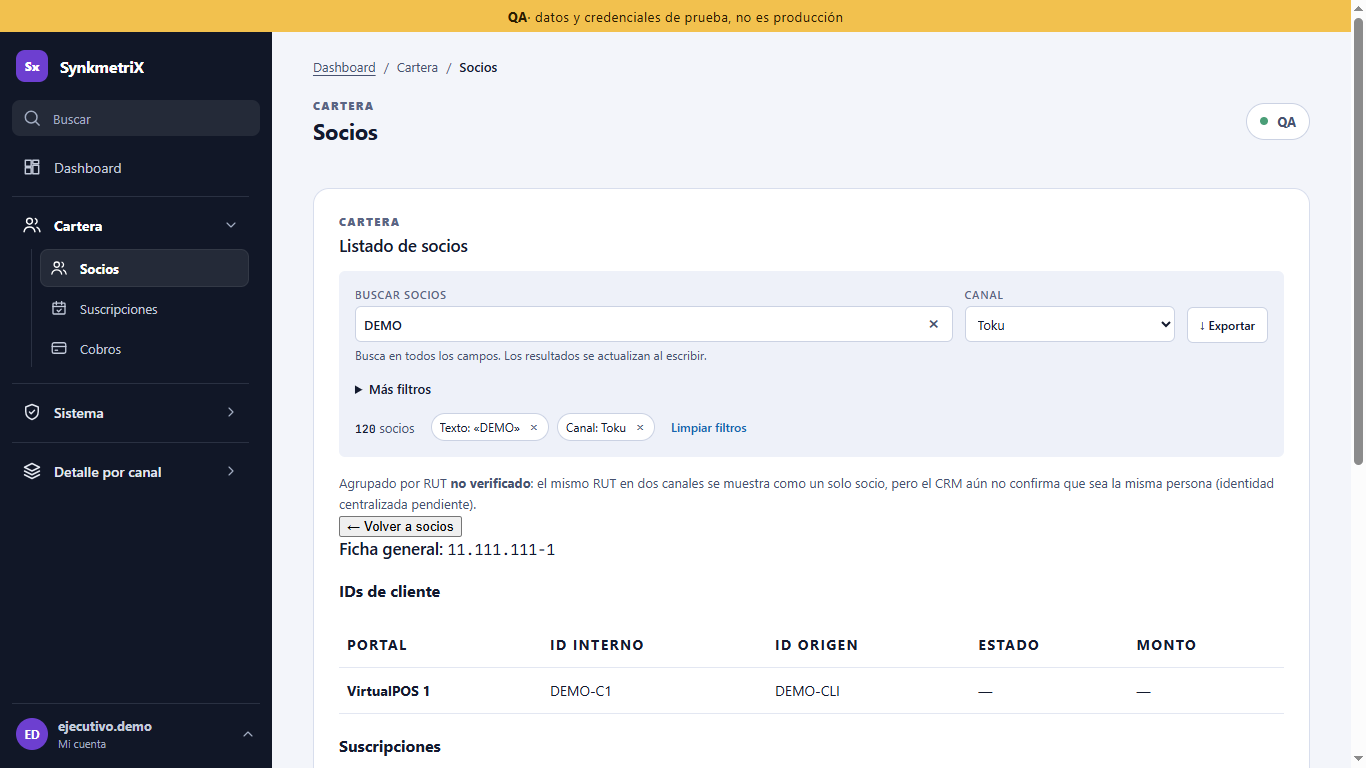 QA· datos y credenciales de prueba, no es producción
Sx SynkmetriX
Buscar
Dashboard
Cartera
Socios
Suscripciones
Cobros
Sistema
Detalle por canal
ED ejecutivo.demo
Mi cuenta
Dashboard / Cartera / Socios
CARTERA
Socios
QA
CARTERA
Listado de socios
BUSCAR SOCIOS
DEMO ✕
CANAL
Toku
↓ Exportar
Busca en todos los campos. Los resultados se actualizan al escribir.
▶ Más filtros
120 socios Texto: «DEMO» ✕ Canal: Toku ✕ Limpiar filtros
Agrupado por RUT no verificado: el mismo RUT en dos canales se muestra como un solo socio, pero el CRM aún no confirma que sea la misma persona (identidad
centralizada pendiente).
← Volver a socios
Ficha general: 11.111.111-1
IDs de cliente
PORTAL ID INTERNO ID ORIGEN ESTADO MONTO
VirtualPOS 1 DEMO-C1 DEMO-CLI — —
Suscripciones